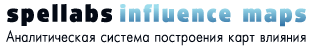 spellabs influence maps
Аналитическая система построения карт влияния